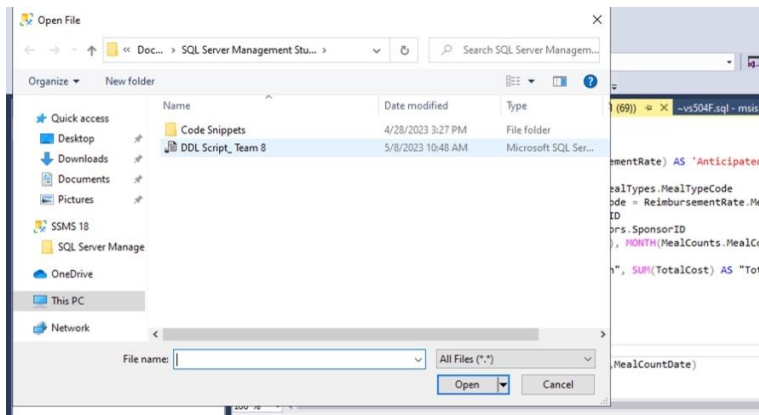 Open File
« Doc... > SQL Server Management Stu... >
Search SQL Server Managem...
Organize
New folder
Name
Date modified
Type
Quick access
Desktop
Downloads
Documents
Pictures
SSMS 18
SQL Server Manage
OneDrive
This PC
Network
Code Snippets
4/28/2023 3:27 PM
File folder
DDL Script_ Team 8
5/8/2023 10:48 AM
Microsoft SQL Ser...
File name:
All Files (*.*)
Open
Cancel
(69))
~vs504F.sql - msis
ementRate) AS 'Anticipated
ealTypes.MealTypeCode
ode = ReimbursementRate.Me
ID
ors.SponsorID
), MONTH(MealCounts.MealCo
n", SUM(TotalCost) AS "Tot
,MealCountDate)
100 %